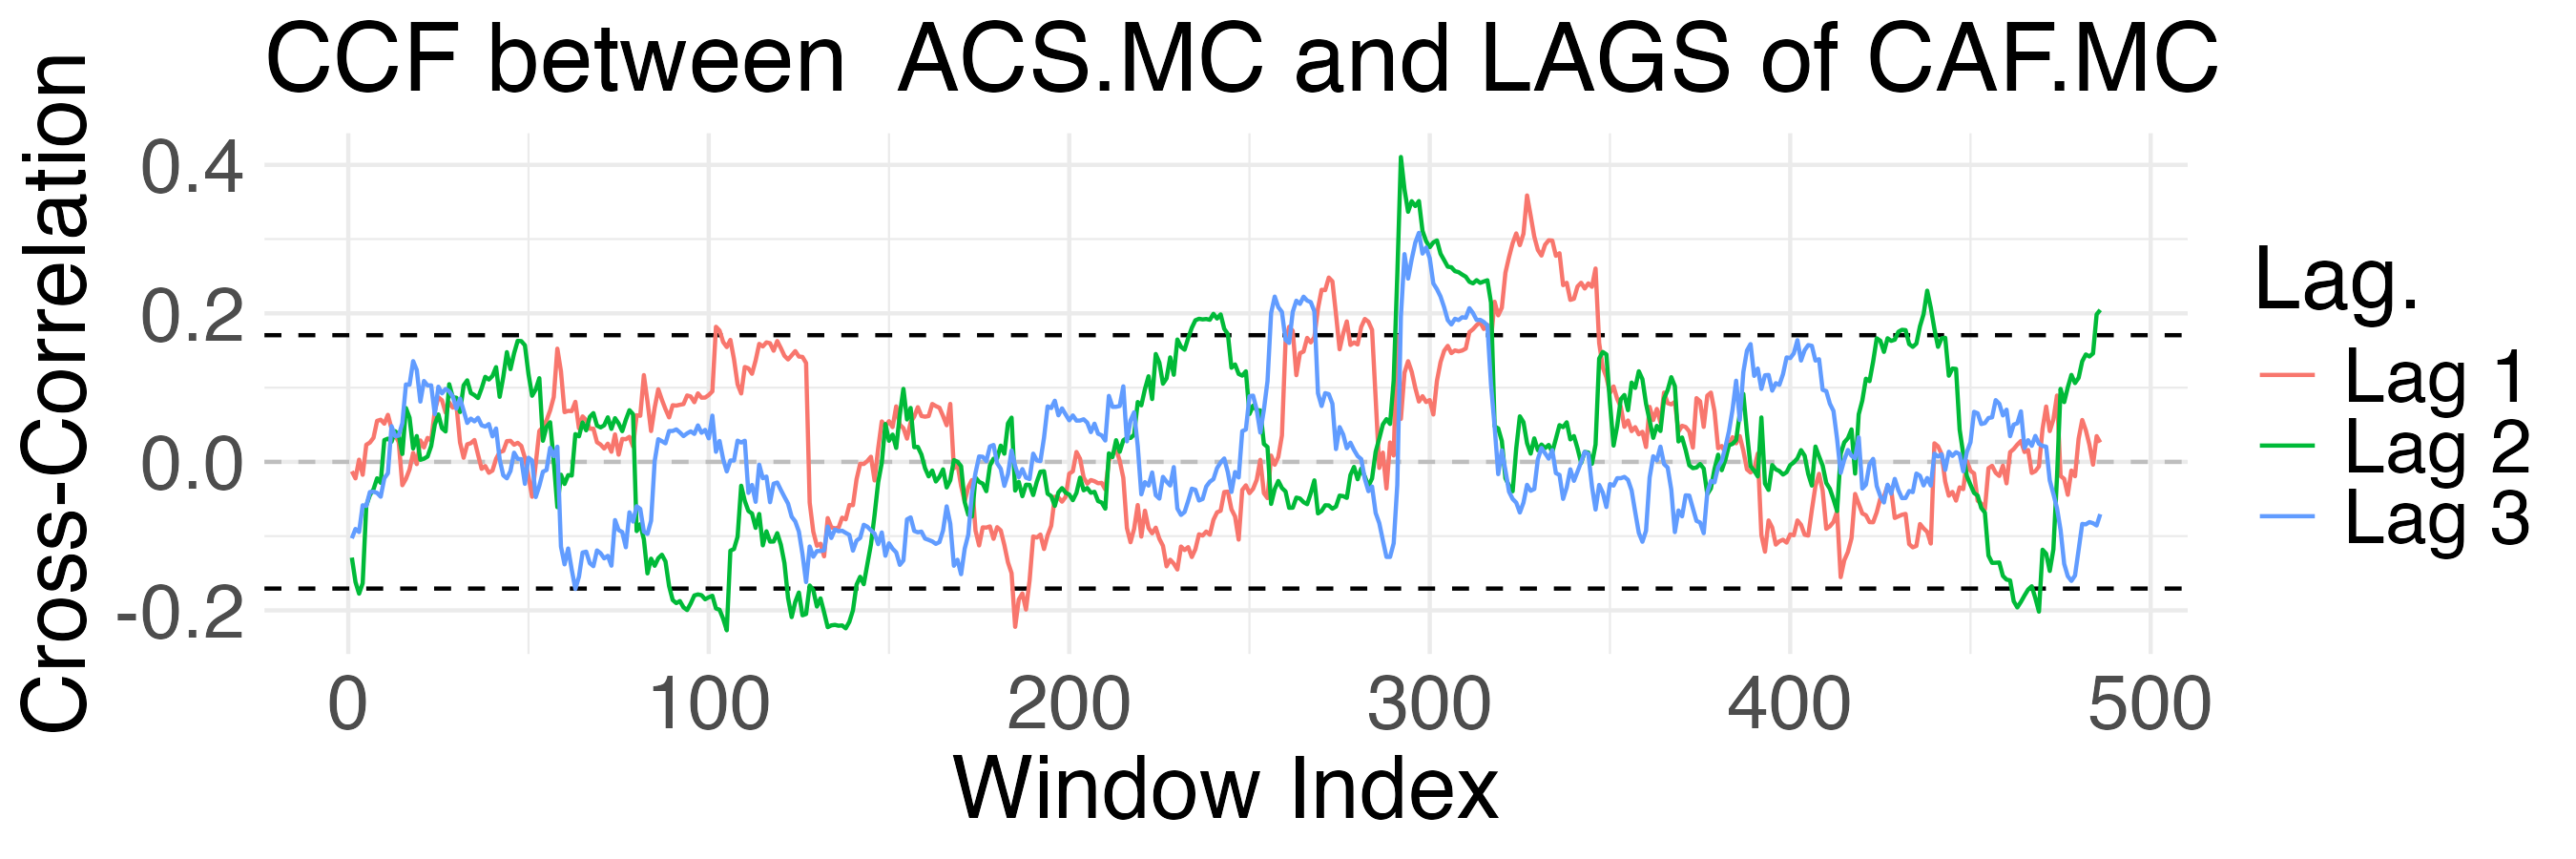 CCF between  ACS.MC and LAGS of CAF.MC
Cross-Correlation
0.4
0.2
0.0
-0.2
0 100 200 300 400 500
Window Index
Lag.
Lag 1
Lag 2
Lag 3